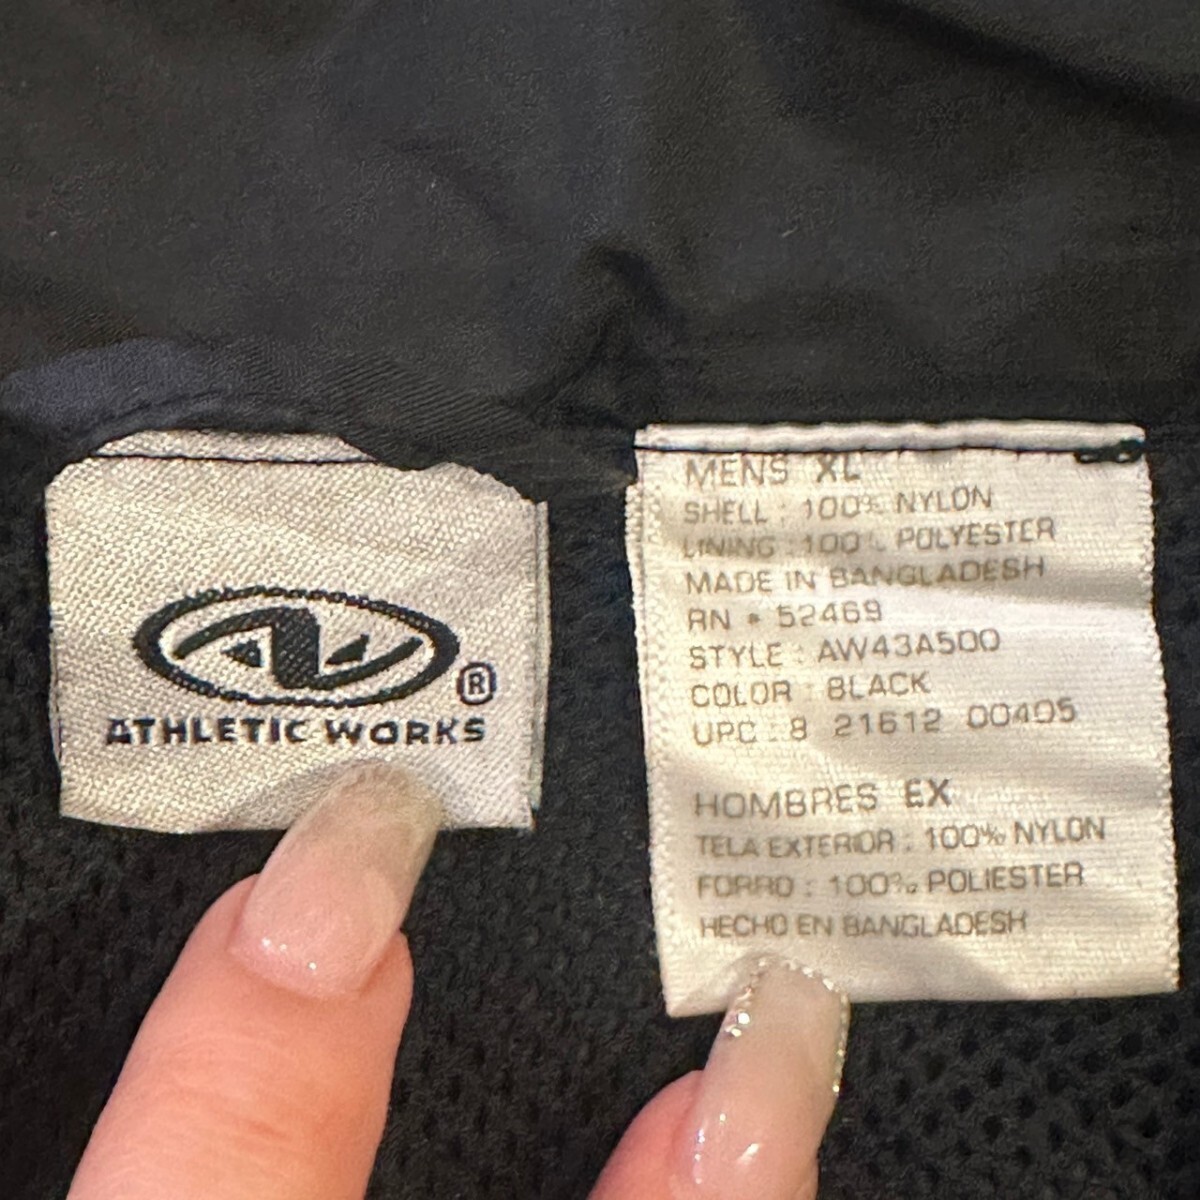 ATHLETIC WORKS
®
MENS XL
SHELL : 100% NYLON
LINING : 100% POLYESTER
MADE IN BANGLADESH
RN # 52469
STYLE : AW43A500
COLOR : BLACK
UPC : 8 21612 00405
HOMBRES EX
TELA EXTERIOR : 100% NYLON
FORRO : 100% POLIESTER
HECHO EN BANGLADESH